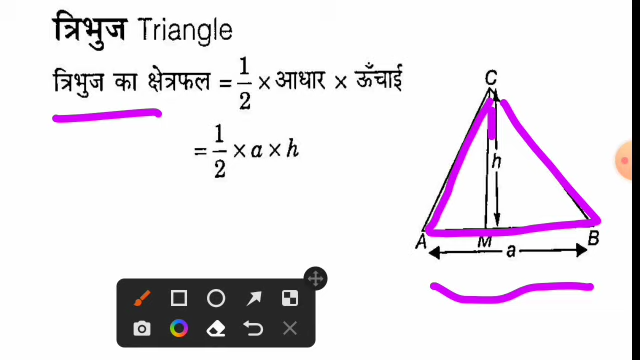 त्रिभुज Triangle
त्रिभुज का क्षेत्रफल = 1/2 × आधार × ऊँचाई
= 1/2 × a × h
C
h
A M B
a